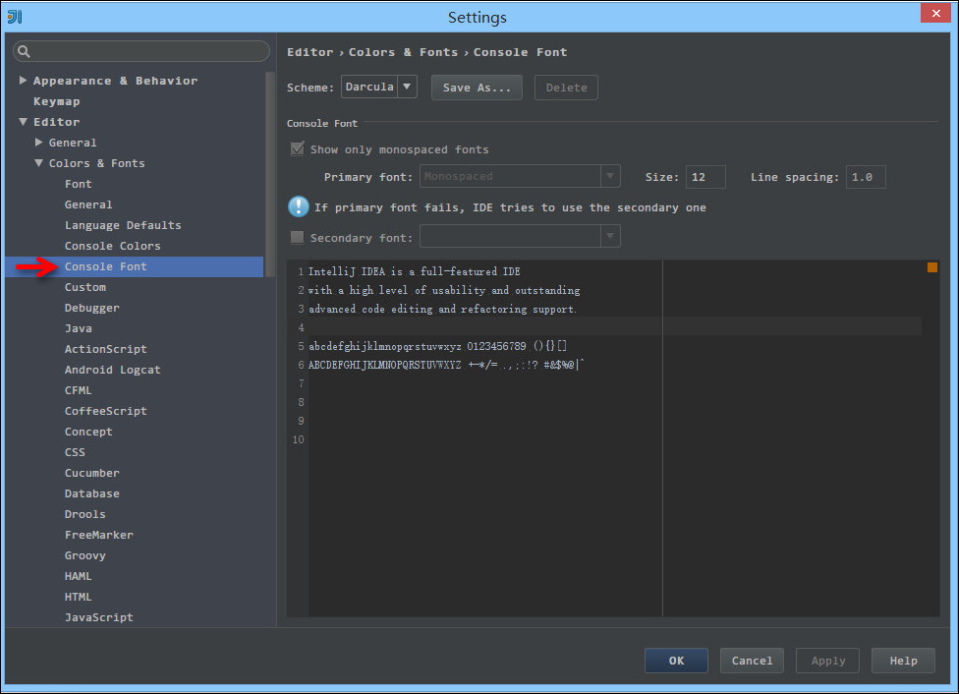 Settings
Appearance & Behavior
Keymap
Editor
General
Colors & Fonts
Font
General
Language Defaults
Console Colors
Console Font
Custom
Debugger
Java
ActionScript
Android Logcat
CFML
CoffeeScript
Concept
CSS
Cucumber
Database
Drools
FreeMarker
Groovy
HAML
HTML
JavaScript
Editor › Colors & Fonts › Console Font
Scheme: Darcula Save As... Delete
Console Font
Show only monospaced fonts
Primary font: Monospaced Size: 12 Line spacing: 1.0
If primary font fails, IDE tries to use the secondary one
Secondary font:
1 IntelliJ IDEA is a full-featured IDE
2 with a high level of usability and outstanding
3 advanced code editing and refactoring support.
4
5 abcdefghijklmnopqrstuvwxyz 0123456789 (){}[]
6 ABCDEFGHIJKLMNOPQRSTUVWXYZ +-*/= .,;:!? #&$%@|^
7
8
9
10
OK Cancel Apply Help